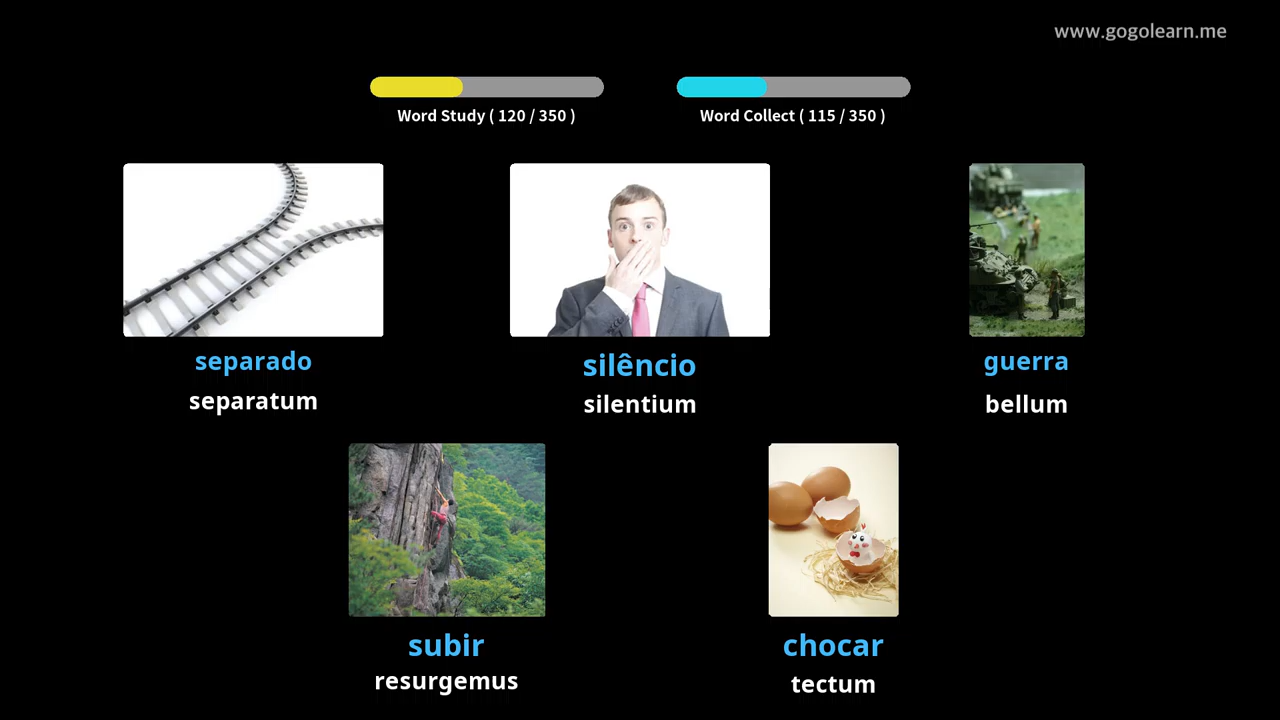 www.gogolearn.me
Word Study ( 120 / 350 )
Word Collect ( 115 / 350 )
separado
separatum
silêncio
silentium
guerra
bellum
subir
resurgemus
chocar
tectum